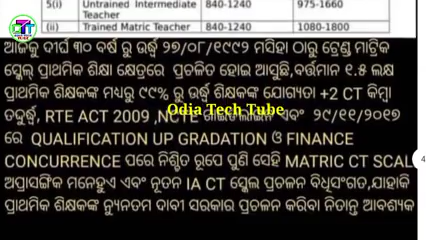 5(i) Untrained Intermediate Teacher 840-1240 975-1660
(ii) Trained Matric Teacher 840-1240 1080-1800
ଆଜକୁ ଦୀର୍ଘ ୩୦ ବର୍ଷ ରୁ ଉର୍ଦ୍ଧ୍ୱ ୨୭/୦୮/୧୯୯୨ ମସିହା ଠାରୁ ଟ୍ରେଣ୍ଡ ମାଟ୍ରିକ
ସ୍କେଲ୍ ପ୍ରାଥମିକ ଶିକ୍ଷା କ୍ଷେତ୍ରରେ ପ୍ରଚଳିତ ହୋଇ ଆସୁଛି,ବର୍ତ୍ତମାନ ୧.୫ ଲକ୍ଷ
ପ୍ରାଥମିକ ଶିକ୍ଷକଙ୍କ ମଧ୍ୟରୁ ୯୯% ରୁ ଉର୍ଦ୍ଧ୍ୱ ଶିକ୍ଷକଙ୍କ ଯୋଗ୍ୟତା +2 CT କିମ୍ବା
Odia Tech Tube
ତଦୁର୍ଦ୍ଧ୍ୱ, RTE ACT 2009 ,NCTE ଏବଂ ୨୯/୧୧/୨୦୧୭
ରେ QUALIFICATION UP GRADATION ଓ FINANCE
CONCURRENCE ପରେ ନିଶ୍ଚିତ ରୂପେ ପୁଣି ସେହି MATRIC CT SCAL
ଅପ୍ରାସଙ୍ଗିକ ମନେହୁଏ ଏବଂ ନୂତନ IA CT ସ୍କେଲ ପ୍ରଚଳନ ବିଧିସଂଗତ,ଯାହାକି
ପ୍ରାଥମିକ ଶିକ୍ଷକଙ୍କ ନ୍ୟୁନତମ ଦାବୀ ସରକାର ପ୍ରଚଳନ କରିବା ନିତାନ୍ତ ଆବଶ୍ୟକ
4